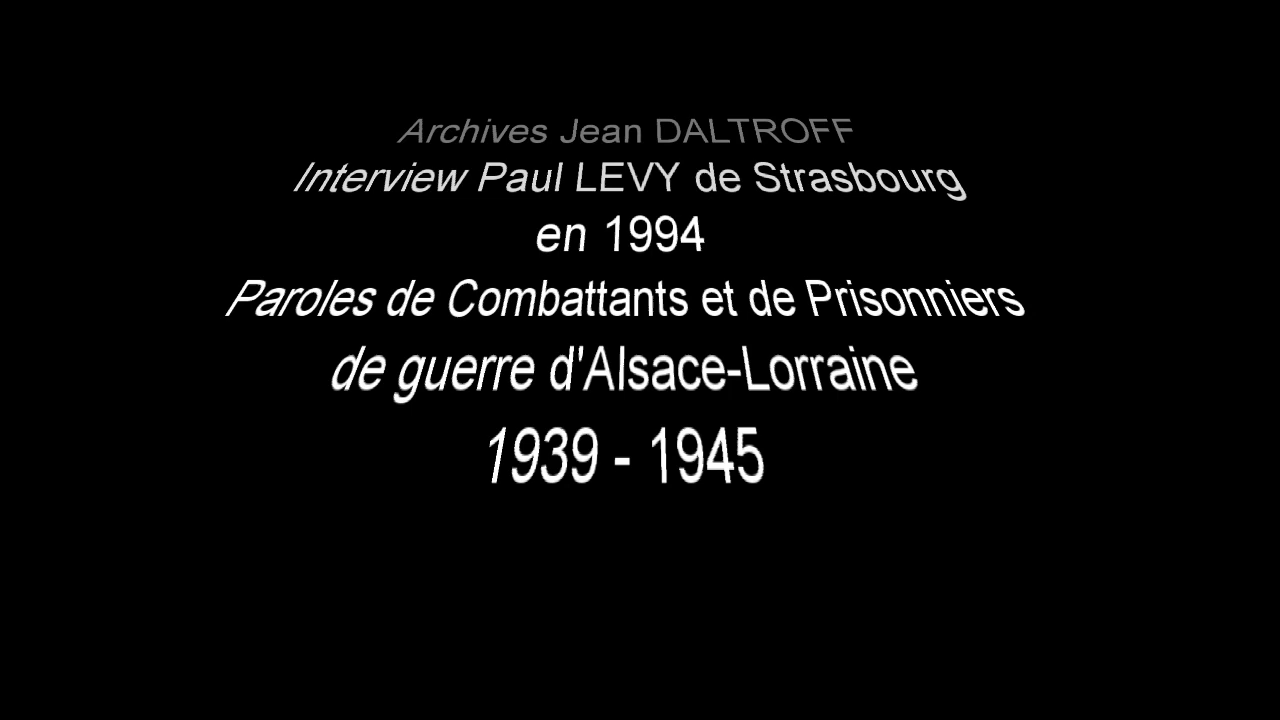 Archives Jean DALTROFF
Interview Paul LEVY de Strasbourg
en 1994
Paroles de Combattants et de Prisonniers
de guerre d'Alsace-Lorraine
1939 - 1945